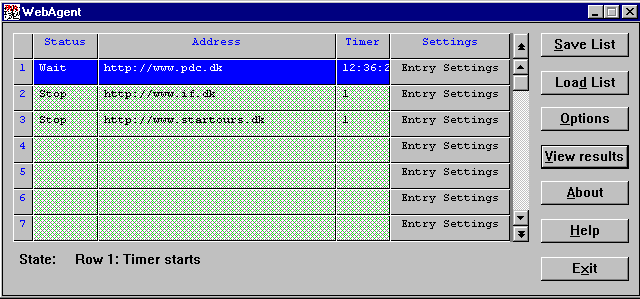 WebAgent
Status Address Timer Settings
Save List
1 Wait http://www.pdc.dk 12:36:2 Entry Settings
Load List
2 Stop http://www.if.dk 1 Entry Settings
3 Stop http://www.startours.dk 1 Entry Settings
Options
4 Entry Settings
View results
5 Entry Settings
6 Entry Settings
About
7 Entry Settings
Help
State: Row 1: Timer starts
Exit